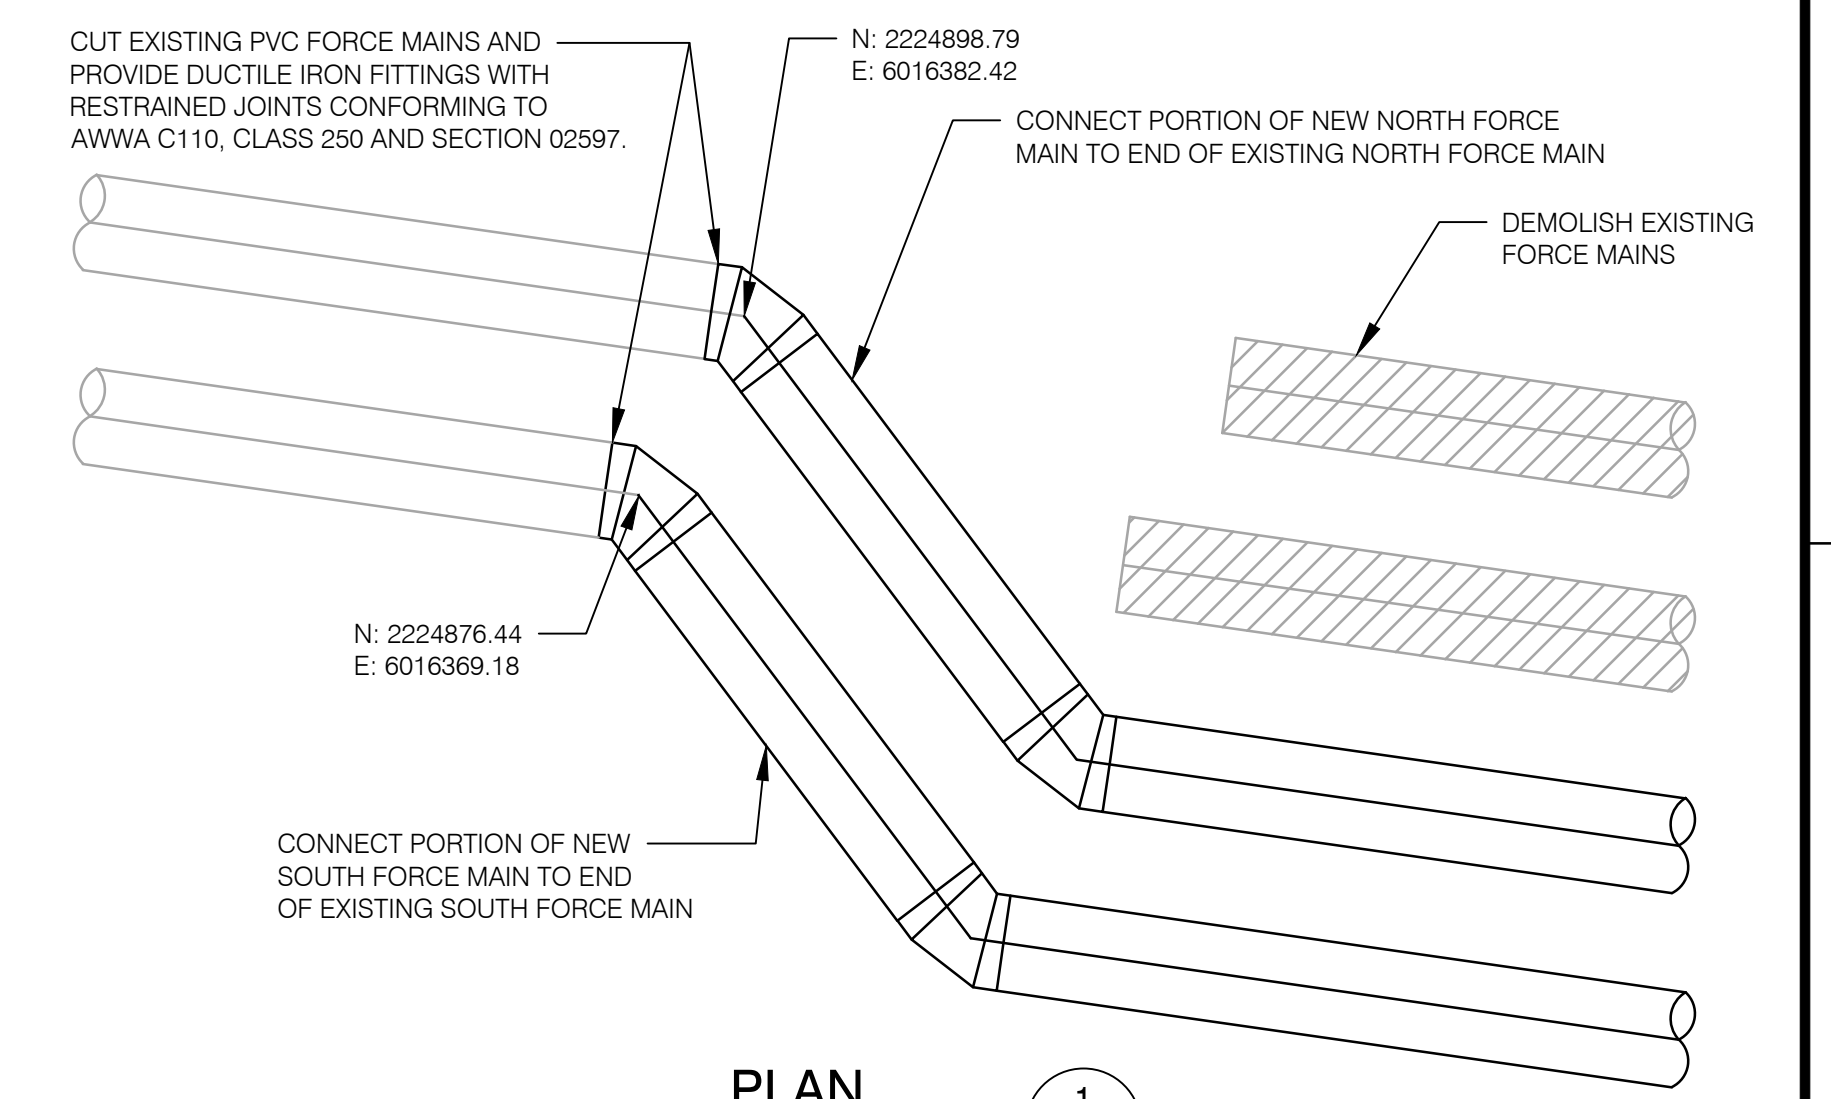 CUT EXISTING PVC FORCE MAINS AND
PROVIDE DUCTILE IRON FITTINGS WITH
RESTRAINED JOINTS CONFORMING TO
AWWA C110, CLASS 250 AND SECTION 02597.
N: 2224898.79
E: 6016382.42
CONNECT PORTION OF NEW NORTH FORCE
MAIN TO END OF EXISTING NORTH FORCE MAIN
DEMOLISH EXISTING
FORCE MAINS
N: 2224876.44
E: 6016369.18
CONNECT PORTION OF NEW
SOUTH FORCE MAIN TO END
OF EXISTING SOUTH FORCE MAIN
PLAN
1